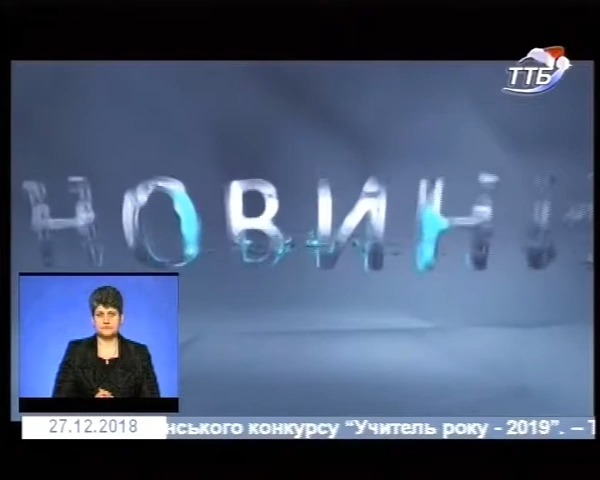 ТТБ
НОВИНИ
27.12.2018
нського конкурсу “Учитель року - 2019”. –